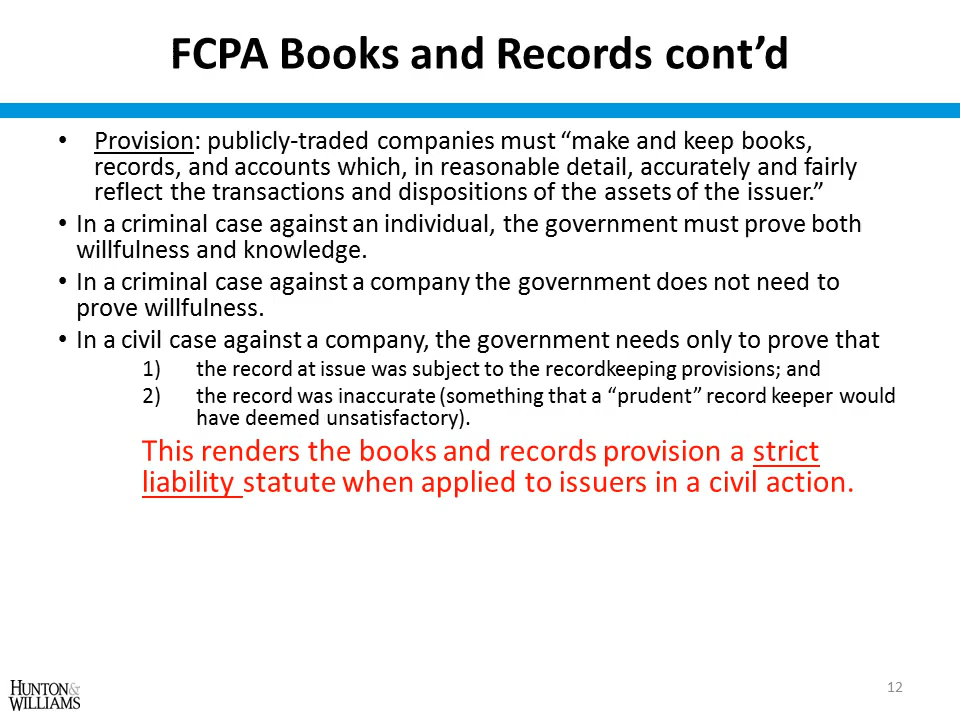 FCPA Books and Records cont’d
• Provision: publicly-traded companies must “make and keep books,
records, and accounts which, in reasonable detail, accurately and fairly
reflect the transactions and dispositions of the assets of the issuer.”
• In a criminal case against an individual, the government must prove both
willfulness and knowledge.
• In a criminal case against a company the government does not need to
prove willfulness.
• In a civil case against a company, the government needs only to prove that
1) the record at issue was subject to the recordkeeping provisions; and
2) the record was inaccurate (something that a “prudent” record keeper would
have deemed unsatisfactory).
This renders the books and records provision a strict
liability statute when applied to issuers in a civil action.
HUNTON&
WILLIAMS
12